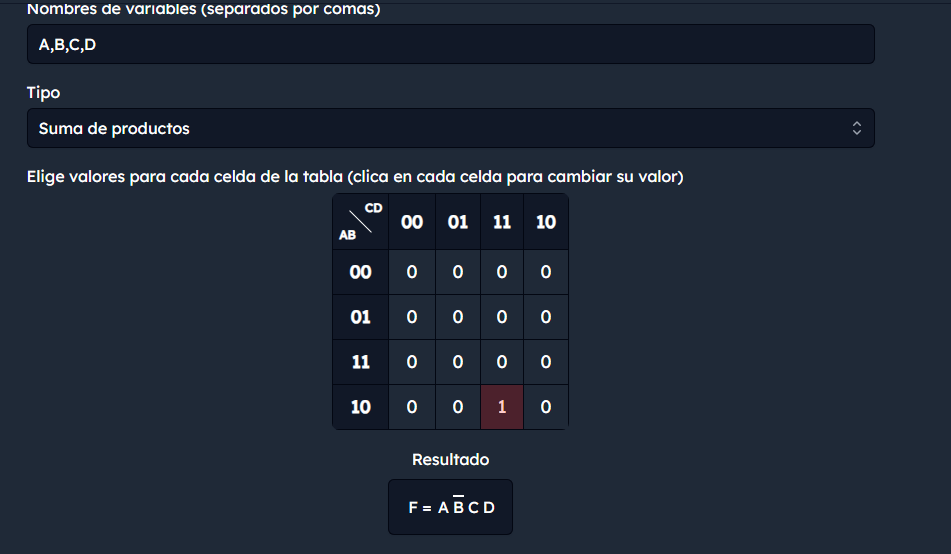 Nombres de variables (separados por comas)
A,B,C,D
Tipo
Suma de productos
Elige valores para cada celda de la tabla (clica en cada celda para cambiar su valor)
CD
AB
00 01 11 10
00 0 0 0 0
01 0 0 0 0
11 0 0 0 0
10 0 0 1 0
Resultado
F = A B̅ C D